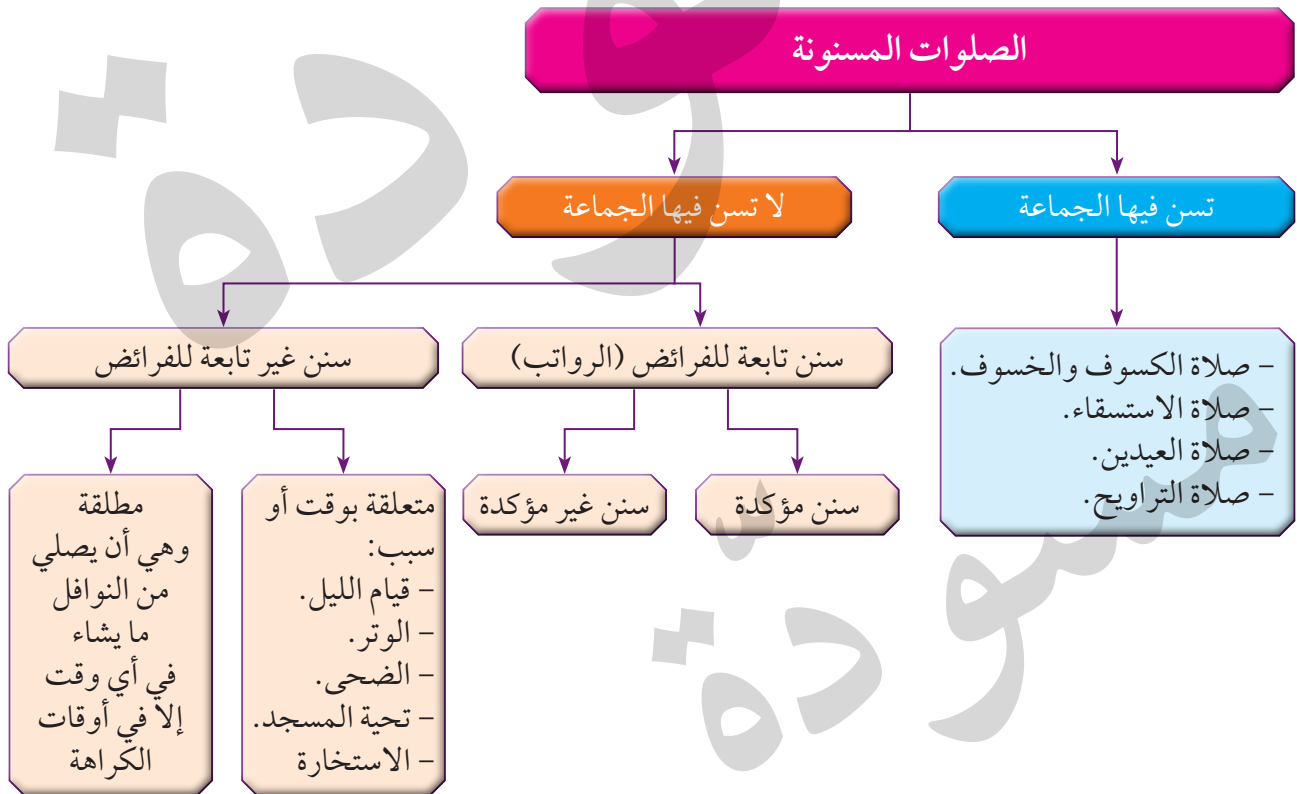 الصلوات المسنونة
تسن فيها الجماعة
لا تسن فيها الجماعة
– صلاة الكسوف والخسوف.
– صلاة الاستسقاء.
– صلاة العيدين.
– صلاة التراويح.
سنن تابعة للفرائض (الرواتب)
سنن غير تابعة للفرائض
سنن مؤكدة
سنن غير مؤكدة
متعلقة بوقت أو
سبب:
– قيام الليل.
– الوتر.
– الضحى.
– تحية المسجد.
– الاستخارة
مطلقة
وهي أن يصلي
من النوافل
ما يشاء
في أي وقت
إلا في أوقات
الكراهة
مسوّدة